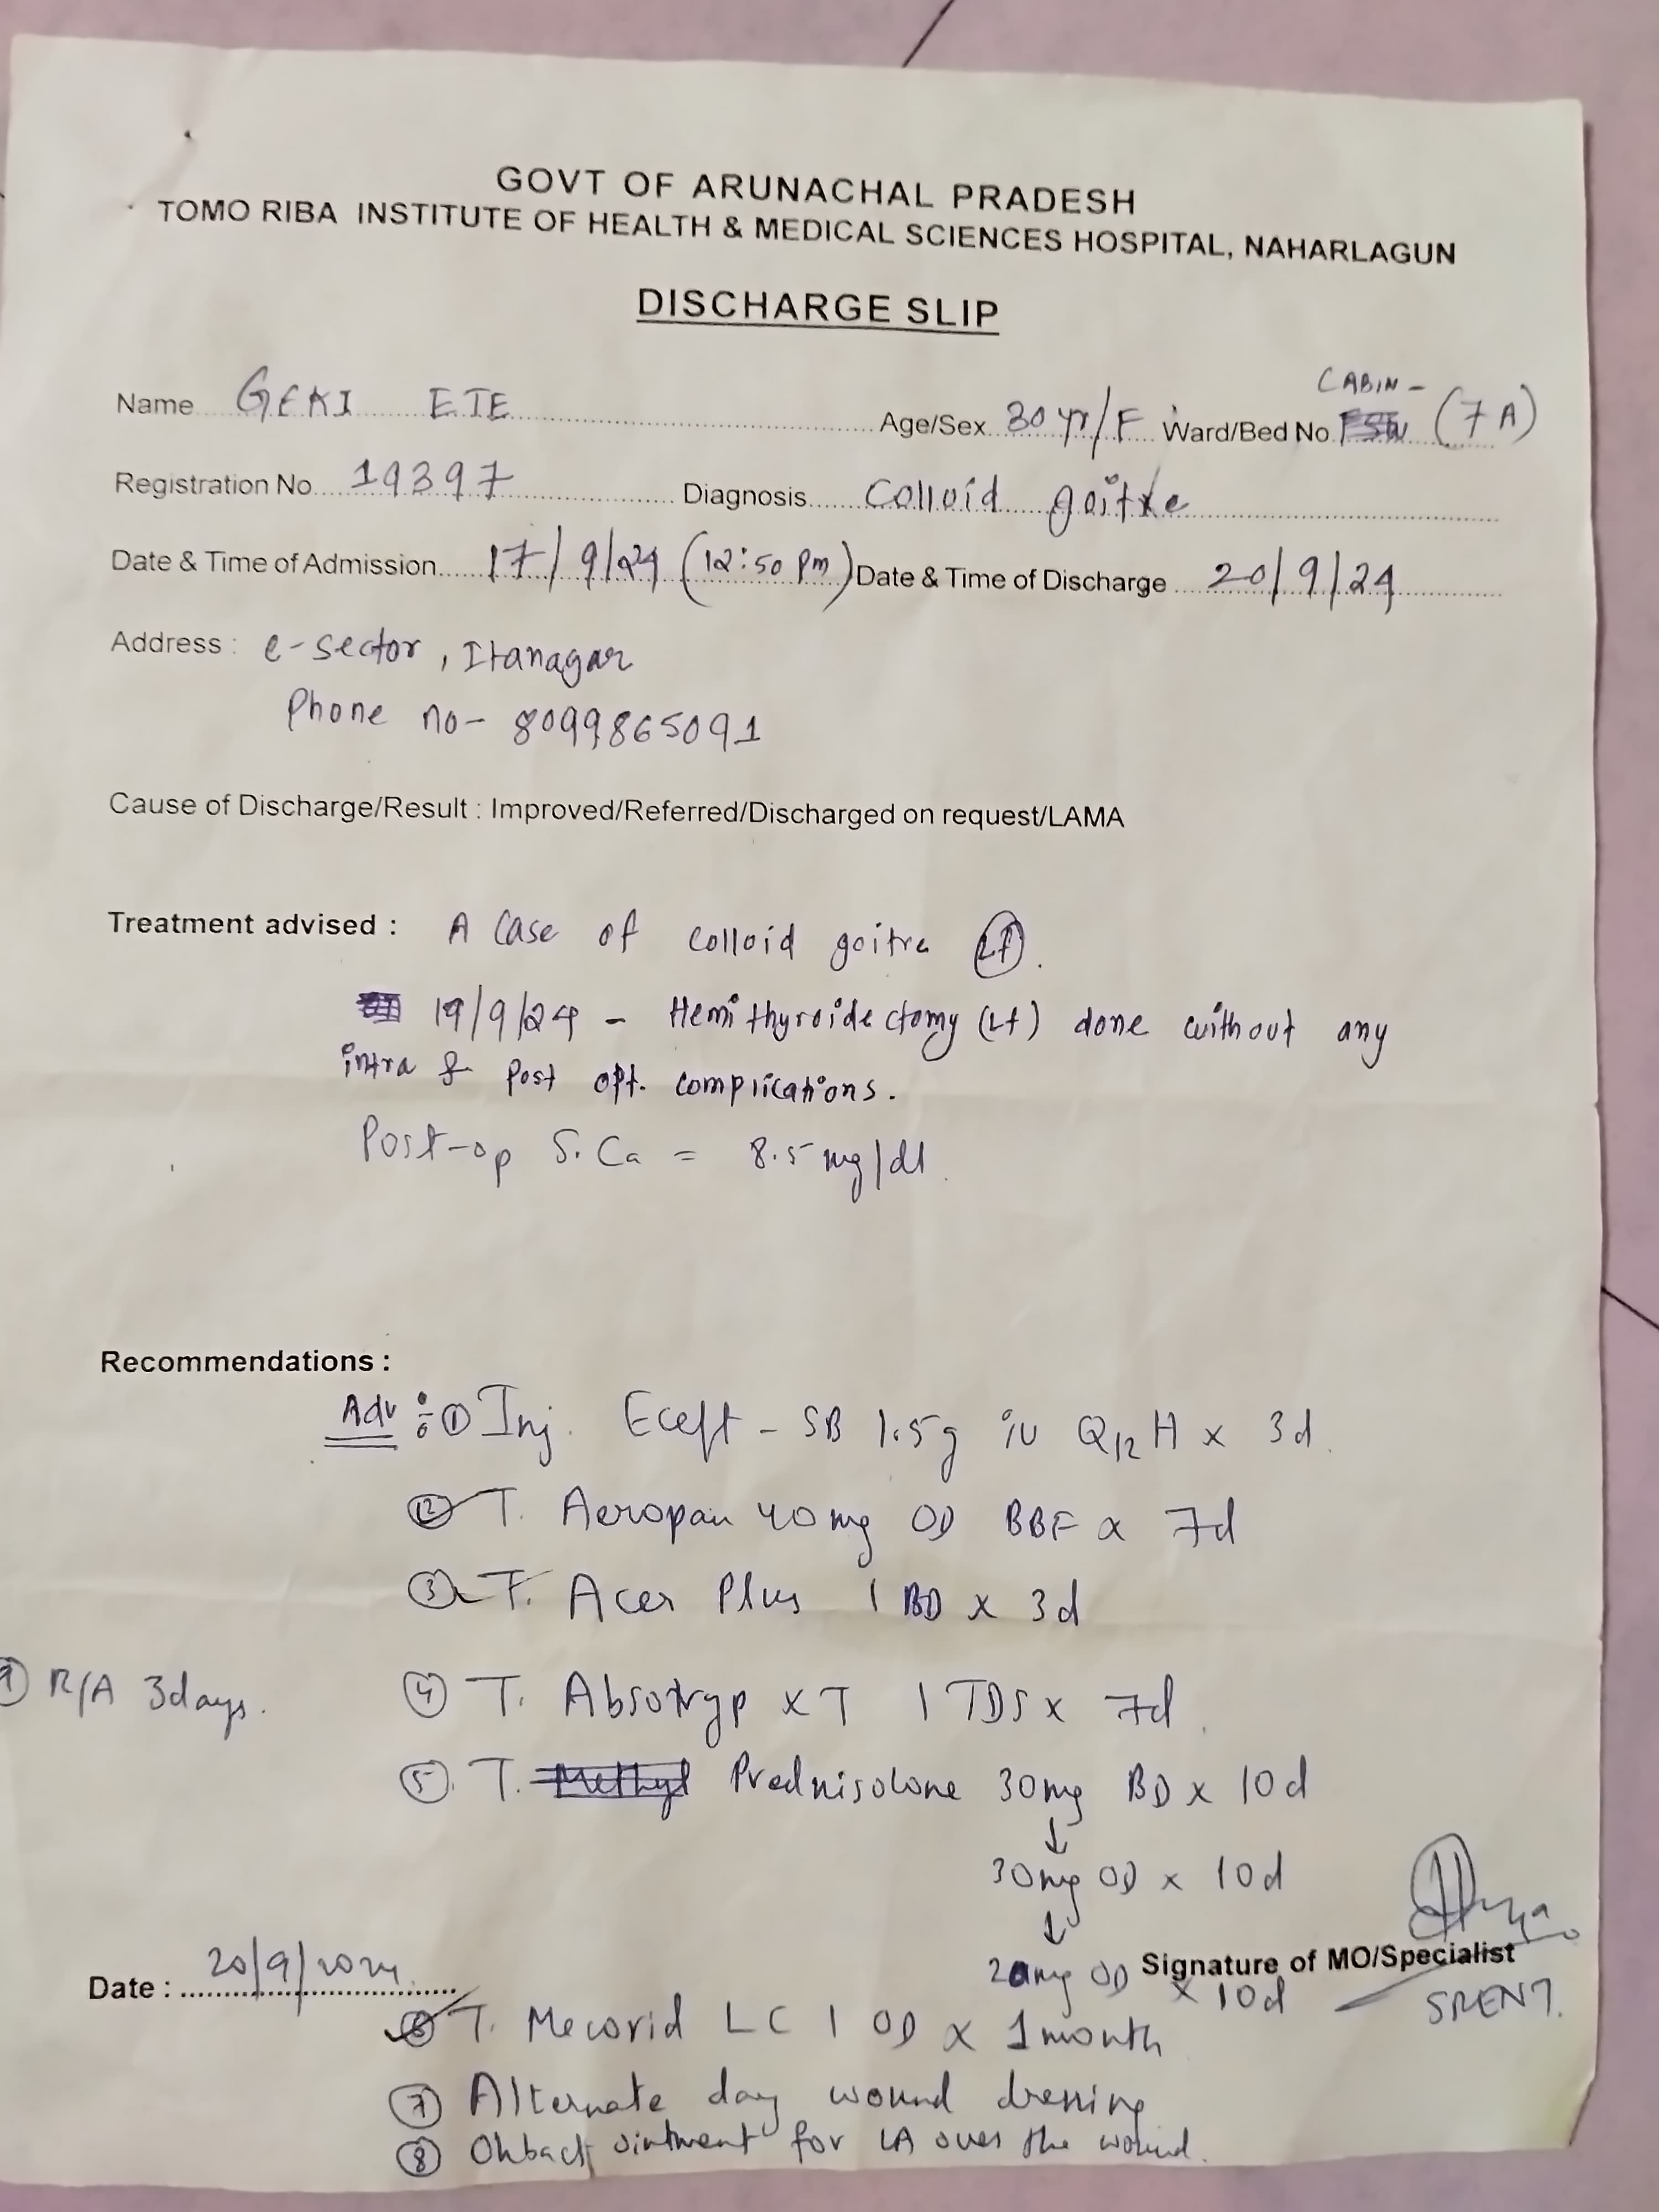 GOVT OF ARUNACHAL PRADESH
TOMO RIBA INSTITUTE OF HEALTH & MEDICAL SCIENCES HOSPITAL, NAHARLAGUN
DISCHARGE SLIP
Name GEKI ETE Age/Sex 30 yr/F Ward/Bed No. CABIN - (7A)
Registration No 19397 Diagnosis Colloid goitre
Date & Time of Admission 17/9/24 (12:50 Pm) Date & Time of Discharge 20/9/24
Address : e-sector, Itanagar
Phone no- 8099865091
Cause of Discharge/Result : Improved/Referred/Discharged on request/LAMA
Treatment advised : A Case of colloid goitre (Lt).
19/9/24 - Hemithyroidectomy (Lt) done without any
intra & Post opt. complications.
Post-op S. Ca = 8.5 mg/dl.
Recommendations :
Adv :- ① Inj. Eceft - SB 1.5g iv Q12H x 3d.
② T. Aeropan 40mg OD BBF x 7d
③ T. Acer Plus 1 BD x 3d
④ T. Absotryp XT 1 TDS x 7d.
⑨ R/A 3days.
⑤ T. Prednisolone 30mg BD x 10d
↓
30mg OD x 10d
↓
20mg OD x 10d
Signature of MO/Specialist
Date : 20/9/2024
SRENT.
⑥ T. Mecovid LC 1 OD x 1month
⑦ Alternate day wound dressing
⑧ ointment for LA over the wound.